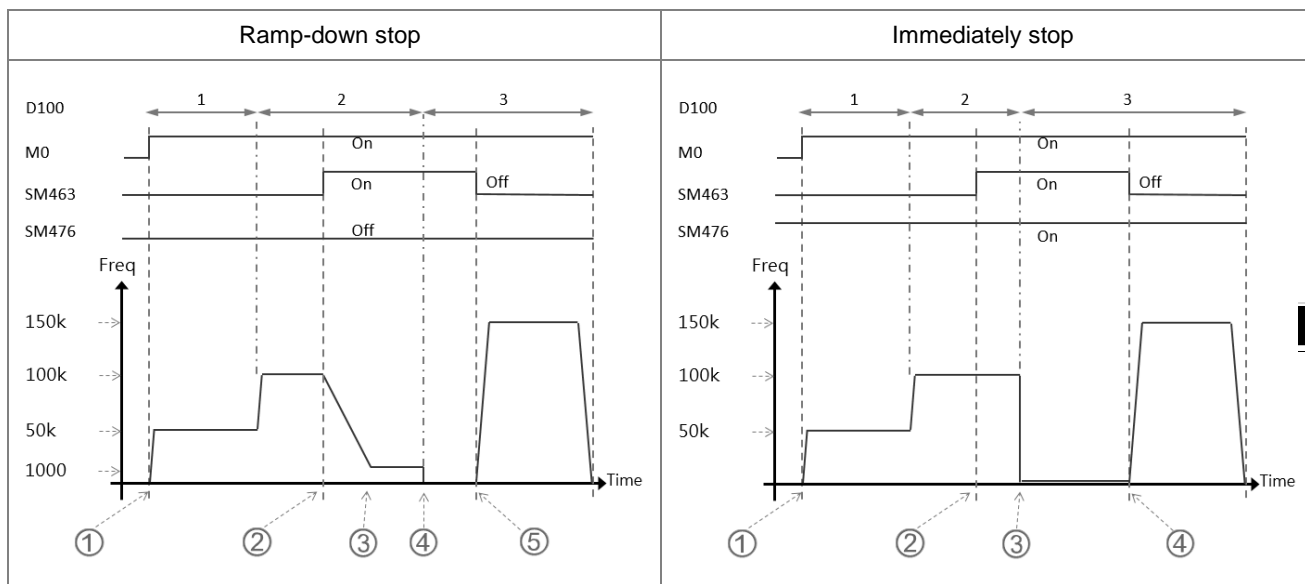 Ramp-down stop
Immediately stop
D100 1 2 3
M0 On
SM463 On Off
SM476 Off
Freq
150k
100k
50k
1000
Time
① ② ③ ④ ⑤
D100 1 2 3
M0 On
SM463 On Off
SM476 On
Freq
150k
100k
50k
Time
① ② ③ ④